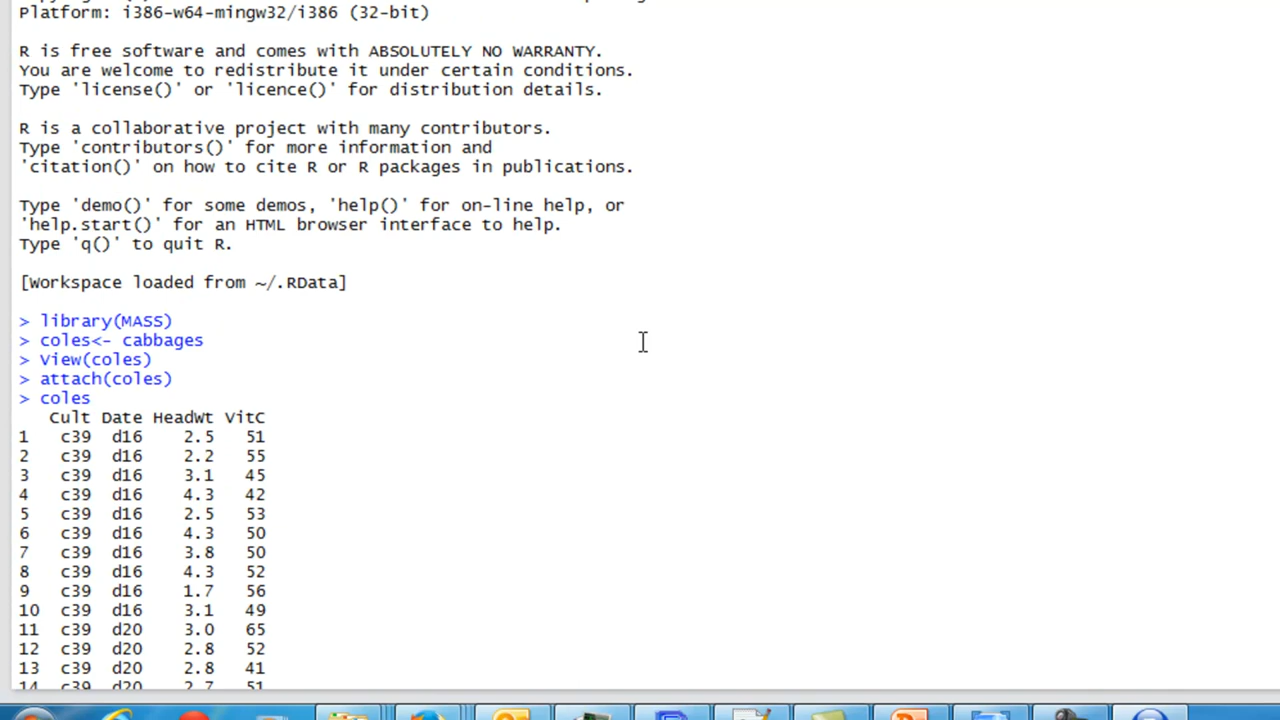 Platform: i386-w64-mingw32/i386 (32-bit)
R is free software and comes with ABSOLUTELY NO WARRANTY.
You are welcome to redistribute it under certain conditions.
Type 'license()' or 'licence()' for distribution details.
R is a collaborative project with many contributors.
Type 'contributors()' for more information and
'citation()' on how to cite R or R packages in publications.
Type 'demo()' for some demos, 'help()' for on-line help, or
'help.start()' for an HTML browser interface to help.
Type 'q()' to quit R.
[Workspace loaded from ~/.RData]
> library(MASS)
> coles<- cabbages
> View(coles)
> attach(coles)
> coles
Cult Date HeadWt VitC
1 c39 d16 2.5 51
2 c39 d16 2.2 55
3 c39 d16 3.1 45
4 c39 d16 4.3 42
5 c39 d16 2.5 53
6 c39 d16 4.3 50
7 c39 d16 3.8 50
8 c39 d16 4.3 52
9 c39 d16 1.7 56
10 c39 d16 3.1 49
11 c39 d20 3.0 65
12 c39 d20 2.8 52
13 c39 d20 2.8 41
14 c39 d20 2.7 51